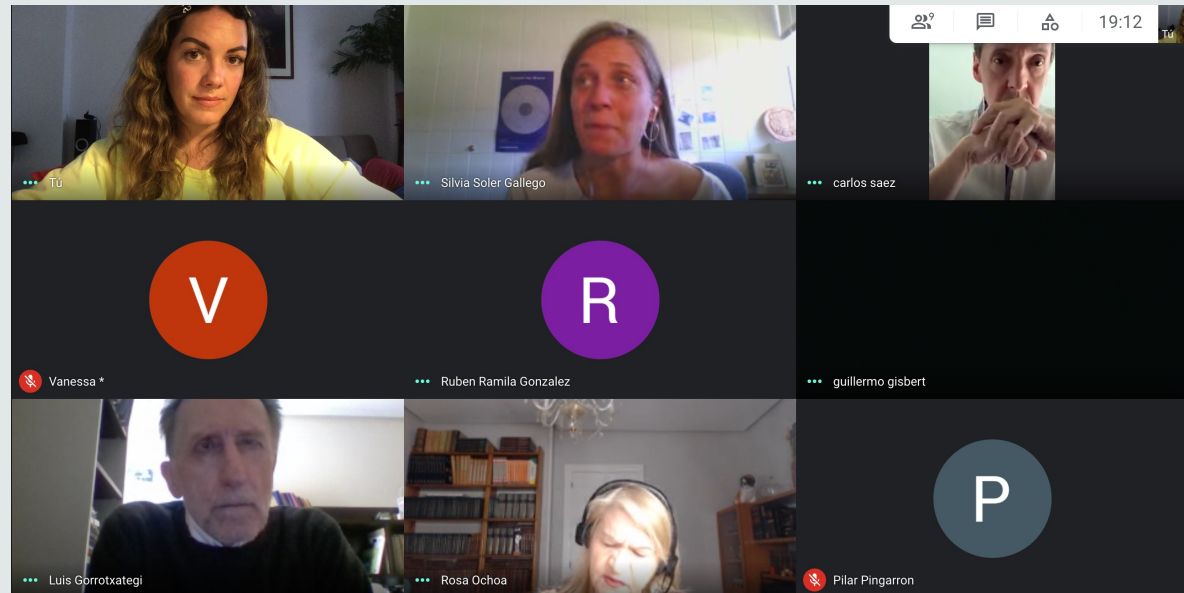 9
19:12
Tú
Tú
Silvia Soler Gallego
carlos saez
V
R
Vanessa *
Ruben Ramila Gonzalez
guillermo gisbert
P
Luis Gorrotxategi
Rosa Ochoa
Pilar Pingarron